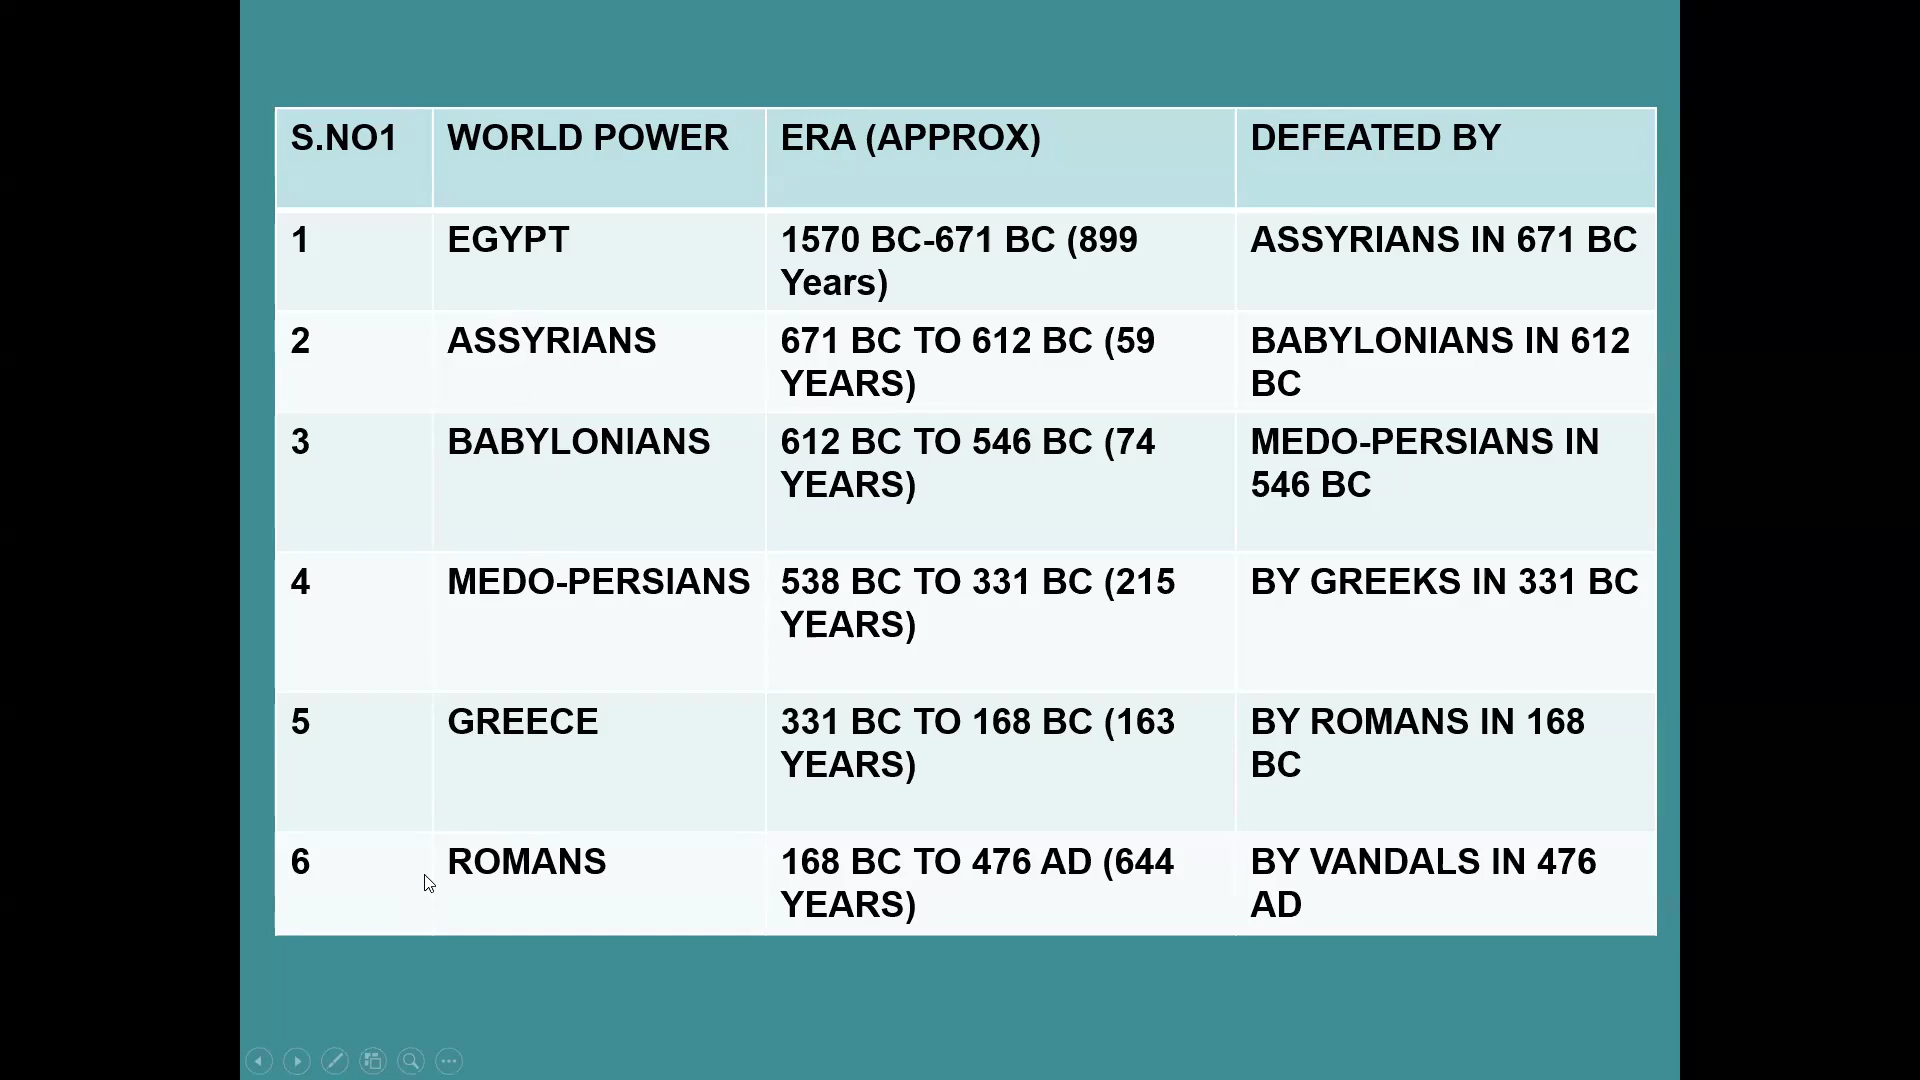 S.NO1 WORLD POWER ERA (APPROX) DEFEATED BY
1 EGYPT 1570 BC-671 BC (899 ASSYRIANS IN 671 BC
Years)
2 ASSYRIANS 671 BC TO 612 BC (59 BABYLONIANS IN 612
YEARS) BC
3 BABYLONIANS 612 BC TO 546 BC (74 MEDO-PERSIANS IN
YEARS) 546 BC
4 MEDO-PERSIANS 538 BC TO 331 BC (215 BY GREEKS IN 331 BC
YEARS)
5 GREECE 331 BC TO 168 BC (163 BY ROMANS IN 168
YEARS) BC
6 ROMANS 168 BC TO 476 AD (644 BY VANDALS IN 476
YEARS) AD